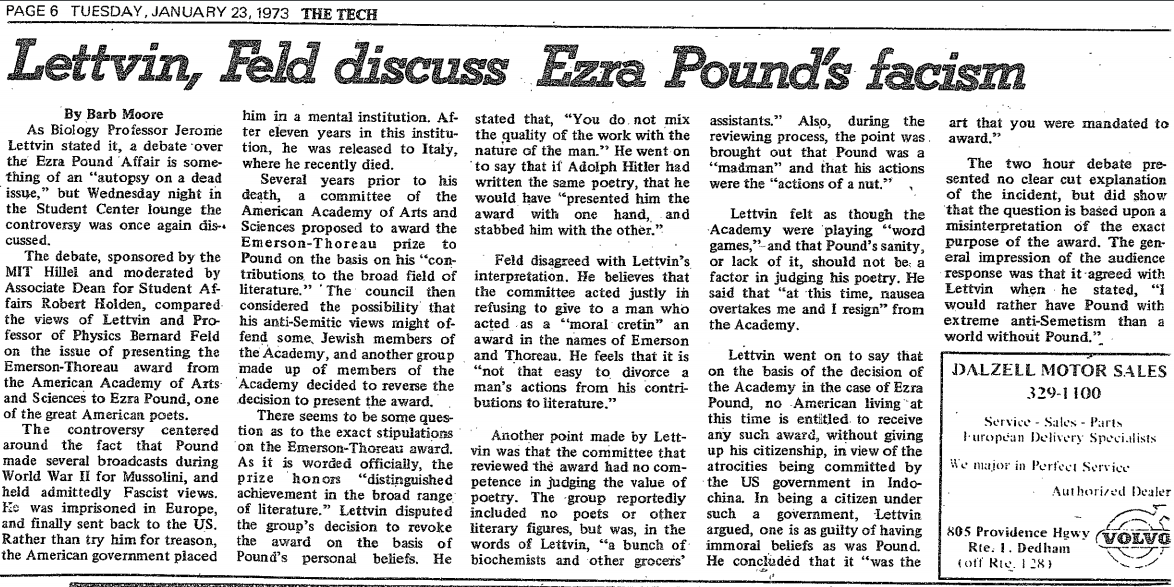 PAGE 6 TUESDAY, JANUARY 23, 1973 THE TECH
Lettvin, Feld discuss Ezra Pound's facism
By Barb Moore
As Biology Professor Jerome
Lettvin stated it, a debate over
the Ezra Pound Affair is some-
thing of an "autopsy on a dead
issue," but Wednesday night in
the Student Center lounge the
controversy was once again dis-
cussed.
The debate, sponsored by the
MIT Hillel and moderated by
Associate Dean for Student Af-
fairs Robert Holden, compared
the views of Lettvin and Pro-
fessor of Physics Bernard Feld
on the issue of presenting the
Emerson-Thoreau award from
the American Academy of Arts
and Sciences to Ezra Pound, one
of the great American poets.
The controversy centered
around the fact that Pound
made several broadcasts during
World War II for Mussolini, and
held admittedly Fascist views.
He was imprisoned in Europe,
and finally sent back to the US.
Rather than try him for treason,
the American government placed
him in a mental institution. Af-
ter eleven years in this institu-
tion, he was released to Italy,
where he recently died.
Several years prior to his
death, a committee of the
American Academy of Arts and
Sciences proposed to award the
Emerson-Thoreau prize to
Pound on the basis on his "con-
tributions to the broad field of
literature." The council then
considered the possibility that
his anti-Semitic views might of-
fend some Jewish members of
the Academy, and another group
made up of members of the
Academy decided to reverse the
decision to present the award.
There seems to be some ques-
tion as to the exact stipulations
on the Emerson-Thoreau award.
As it is worded officially, the
prize honors "distinguished
achievement in the broad range
of literature." Lettvin disputed
the group's decision to revoke
the award on the basis of
Pound's personal beliefs. He
stated that, "You do not mix
the quality of the work with the
nature of the man." He went on
to say that if Adolph Hitler had
written the same poetry, that he
would have "presented him the
award with one hand, and
stabbed him with the other."
Feld disagreed with Lettvin's
interpretation. He believes that
the committee acted justly in
refusing to give to a man who
acted as a "moral cretin" an
award in the names of Emerson
and Thoreau. He feels that it is
"not that easy to divorce a
man's actions from his contri-
butions to literature."
Another point made by Lett-
vin was that the committee that
reviewed the award had no com-
petence in judging the value of
poetry. The group reportedly
included no poets or other
literary figures, but was, in the
words of Lettvin, "a bunch of
biochemists and other grocers'
assistants." Also, during the
reviewing process, the point was
brought out that Pound was a
"madman" and that his actions
were the "actions of a nut."
Lettvin felt as though the
Academy were playing "word
games," and that Pound's sanity,
or lack of it, should not be a
factor in judging his poetry. He
said that "at this time, nausea
overtakes me and I resign" from
the Academy.
Lettvin went on to say that
on the basis of the decision of
the Academy in the case of Ezra
Pound, no American living at
this time is entitled to receive
any such award, without giving
up his citizenship, in view of the
atrocities being committed by
the US government in Indo-
china. In being a citizen under
such a government, Lettvin
argued, one is as guilty of having
immoral beliefs as was Pound.
He concluded that it "was the
art that you were mandated to
award."
The two hour debate pre-
sented no clear cut explanation
of the incident, but did show
that the question is based upon a
misinterpretation of the exact
purpose of the award. The gen-
eral impression of the audience
response was that it agreed with
Lettvin when he stated, "I
would rather have Pound with
extreme anti-Semetism than a
world without Pound."
DALZELL MOTOR SALES
329-1100
Service - Sales - Parts
European Delivery Specialists
We major in Perfect Service
Authorized Dealer
805 Providence Hgwy
Rte. 1. Dedham
(off Rte. 128)
VOLVO